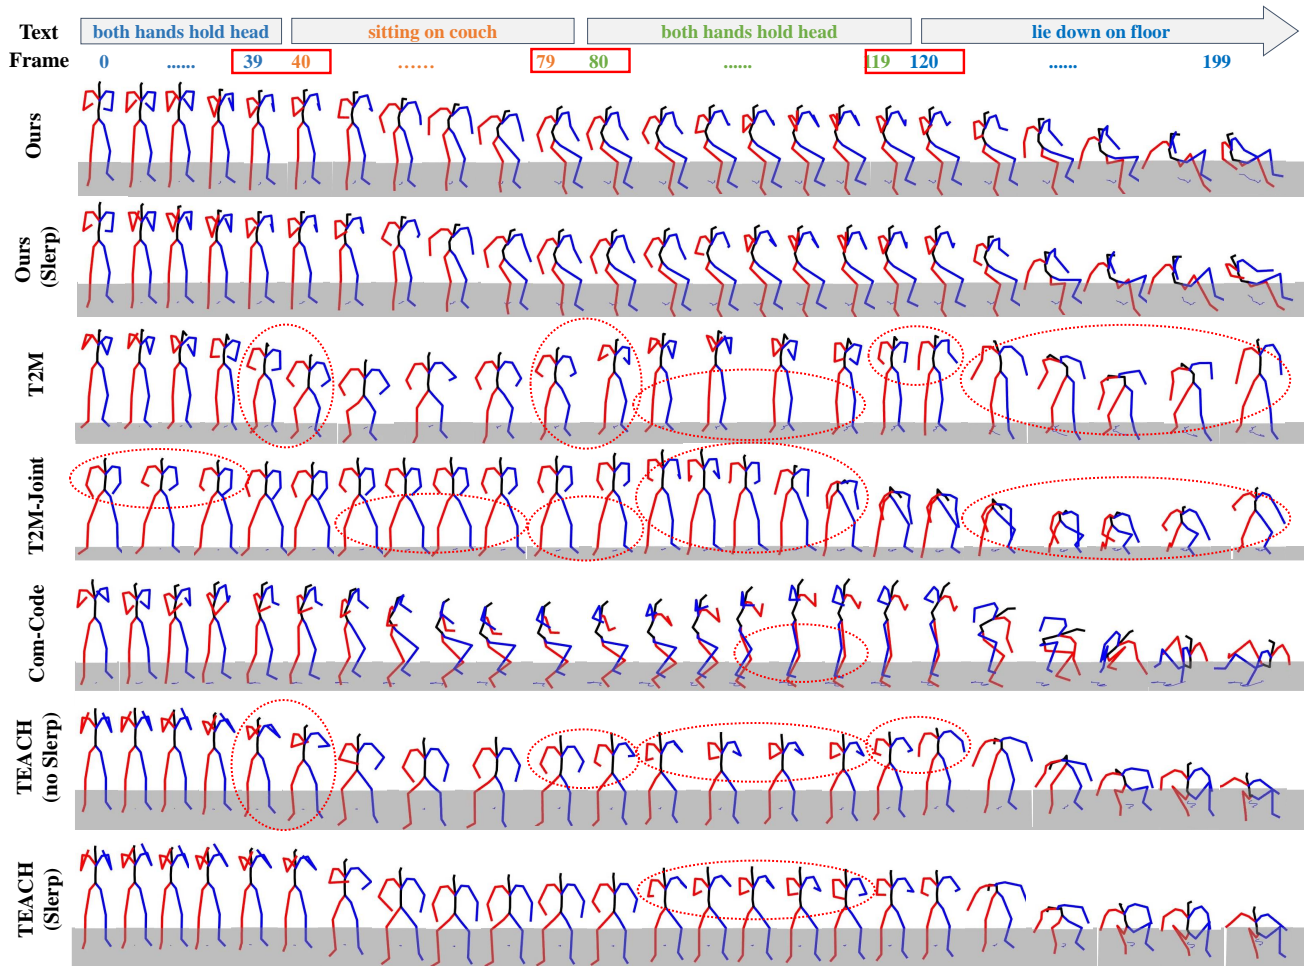 Text both hands hold head sitting on couch both hands hold head lie down on floor
Frame 0 ...... 39 40 ...... 79 80 ...... 119 120 ...... 199
Ours
Ours
(Slerp)
T2M
T2M-Joint
Com-Code
TEACH
(no Slerp)
TEACH
(Slerp)